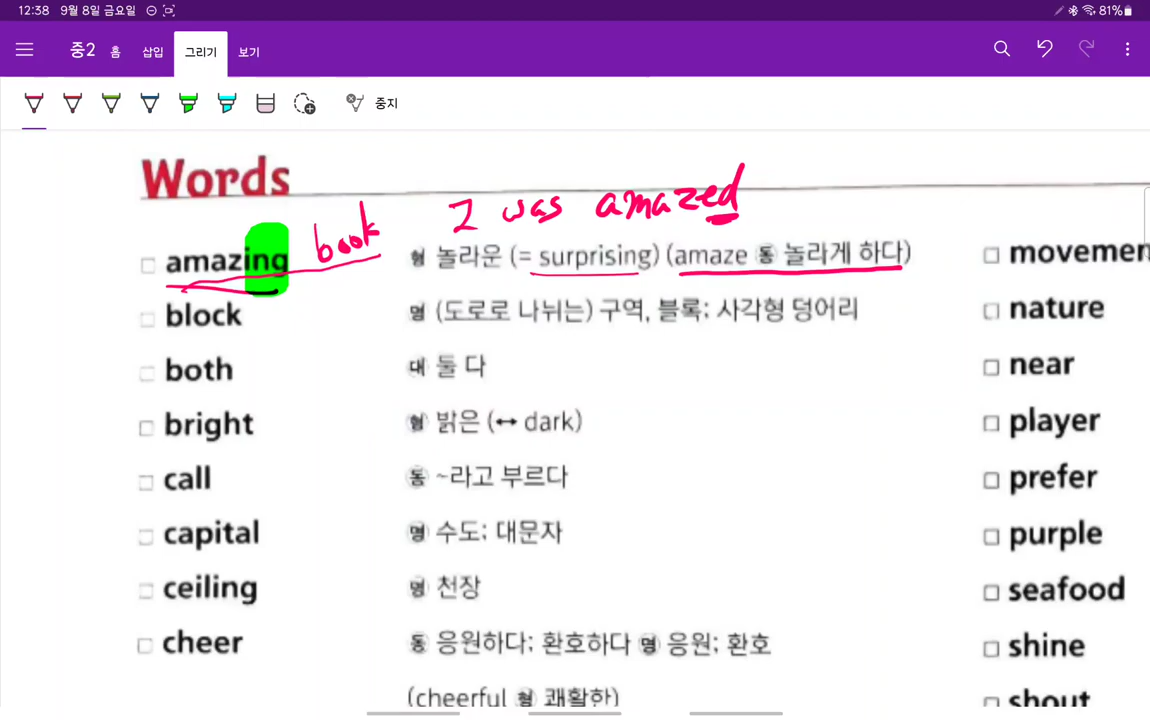 12:38 9월 8일 금요일 81%
중2 홈 삽입 그리기 보기
중지
Words
I was amazed
book
amazing 형 놀라운 (= surprising) (amaze 동 놀라게 하다)
block 명 (도로로 나뉘는) 구역, 블록; 사각형 덩어리
both 대 둘 다
bright 형 밝은 (↔ dark)
call 동 ~라고 부르다
capital 명 수도; 대문자
ceiling 명 천장
cheer 동 응원하다; 환호하다 명 응원; 환호
(cheerful 형 쾌활한)
movemen
nature
near
player
prefer
purple
seafood
shine
shout